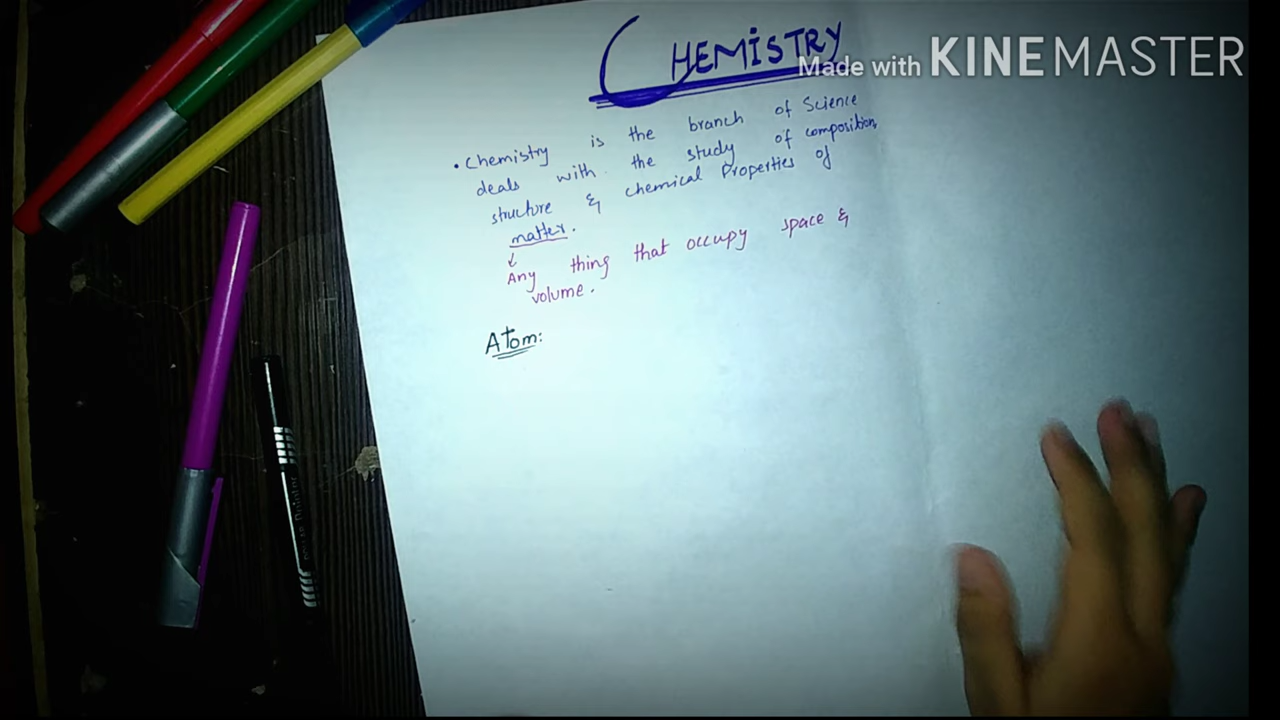 CHEMISTRY
Made with KINEMASTER
• Chemistry is the branch of Science
deals with the study of composition,
structure & chemical Properties of
matter.
Any thing that occupy space &
volume.
Atom: